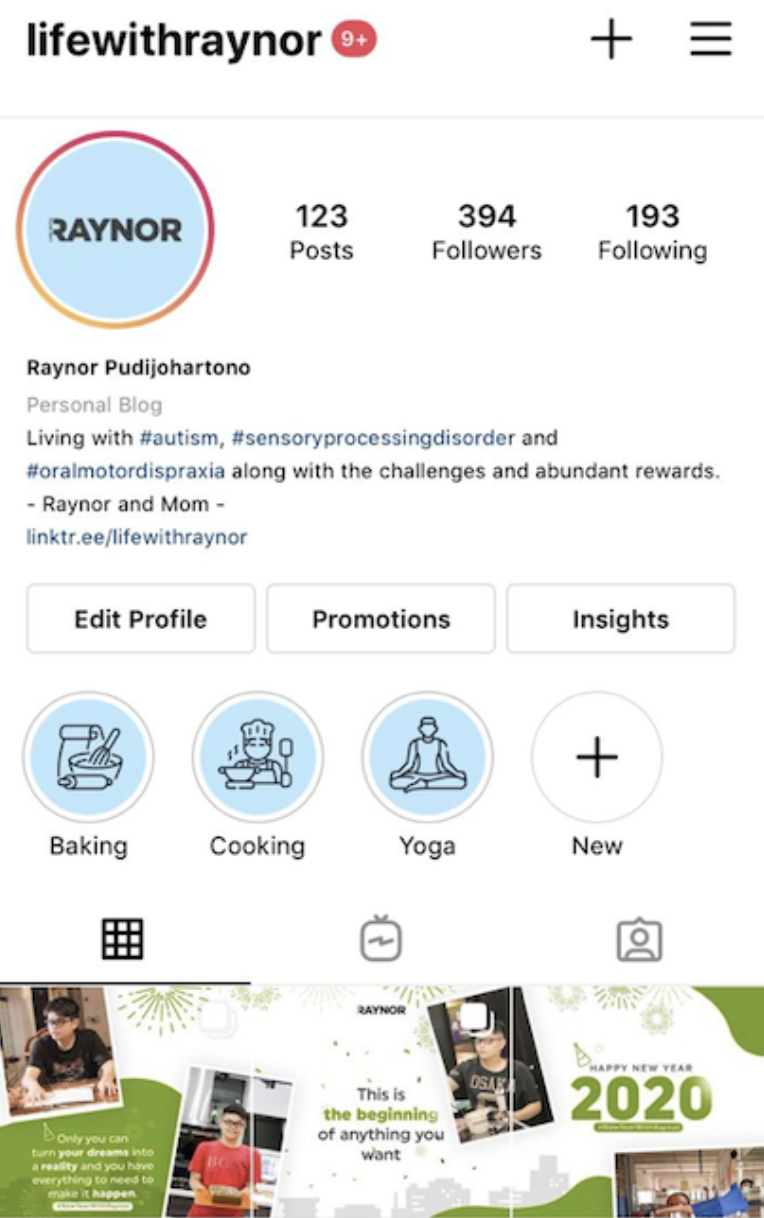 lifewithraynor 9+
RAYNOR
123 394 193
Posts Followers Following
Raynor Pudijohartono
Personal Blog
Living with #autism, #sensoryprocessingdisorder and
#oralmotordispraxia along with the challenges and abundant rewards.
- Raynor and Mom -
linktr.ee/lifewithraynor
Edit Profile Promotions Insights
Baking Cooking Yoga New
Only you can
turn your dreams into
a reality and you have
everything to need to
make it happen.
RAYNOR
This is
the beginning
of anything you
want
OSAKA
HAPPY NEW YEAR
2020